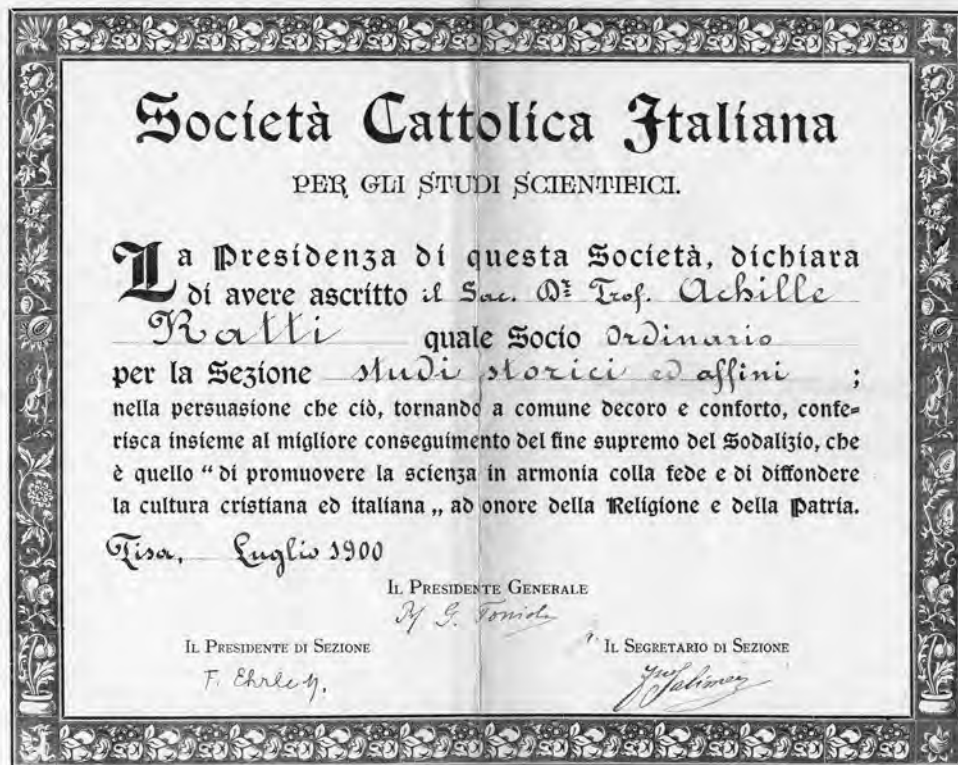 Società Cattolica Italiana
PER GLI STUDI SCIENTIFICI.
La Presidenza di questa Società, dichiara
di avere ascritto il Sac. Dr. Prof. Achille
Ratti quale Socio Ordinario
per la Sezione studi storici ed affini ;
nella persuasione che ciò, tornando a comune decoro e conforto, confe=
risca insieme al migliore conseguimento del fine supremo del Sodalizio, che
è quello “ di promuovere la scienza in armonia colla fede e di diffondere
la cultura cristiana ed italiana „ ad onore della Religione e della Patria.
Pisa, Luglio 1900
IL PRESIDENTE GENERALE
G. Toniolo
IL PRESIDENTE DI SEZIONE
IL SEGRETARIO DI SEZIONE
F. Ehrle